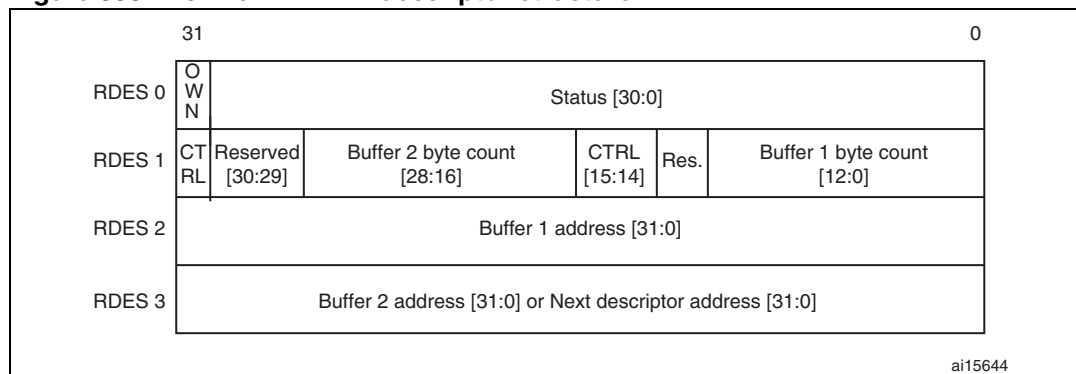 31 0
RDES 0
O
W
N
Status [30:0]
RDES 1
CT
RL
Reserved
[30:29]
Buffer 2 byte count
[28:16]
CTRL
[15:14]
Res.
Buffer 1 byte count
[12:0]
RDES 2
Buffer 1 address [31:0]
RDES 3
Buffer 2 address [31:0] or Next descriptor address [31:0]
ai15644